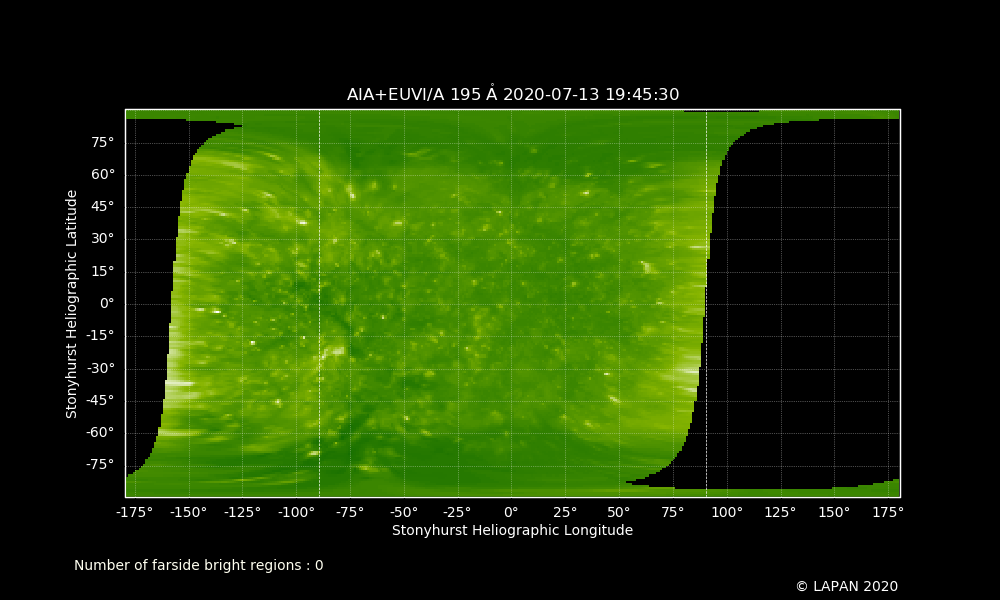 AIA+EUVI/A 195 Å 2020-07-13 19:45:30
Stonyhurst Heliographic Latitude
75°
60°
45°
30°
15°
0°
-15°
-30°
-45°
-60°
-75°
-175° -150° -125° -100° -75° -50° -25° 0° 25° 50° 75° 100° 125° 150° 175°
Stonyhurst Heliographic Longitude
Number of farside bright regions : 0
© LAPAN 2020